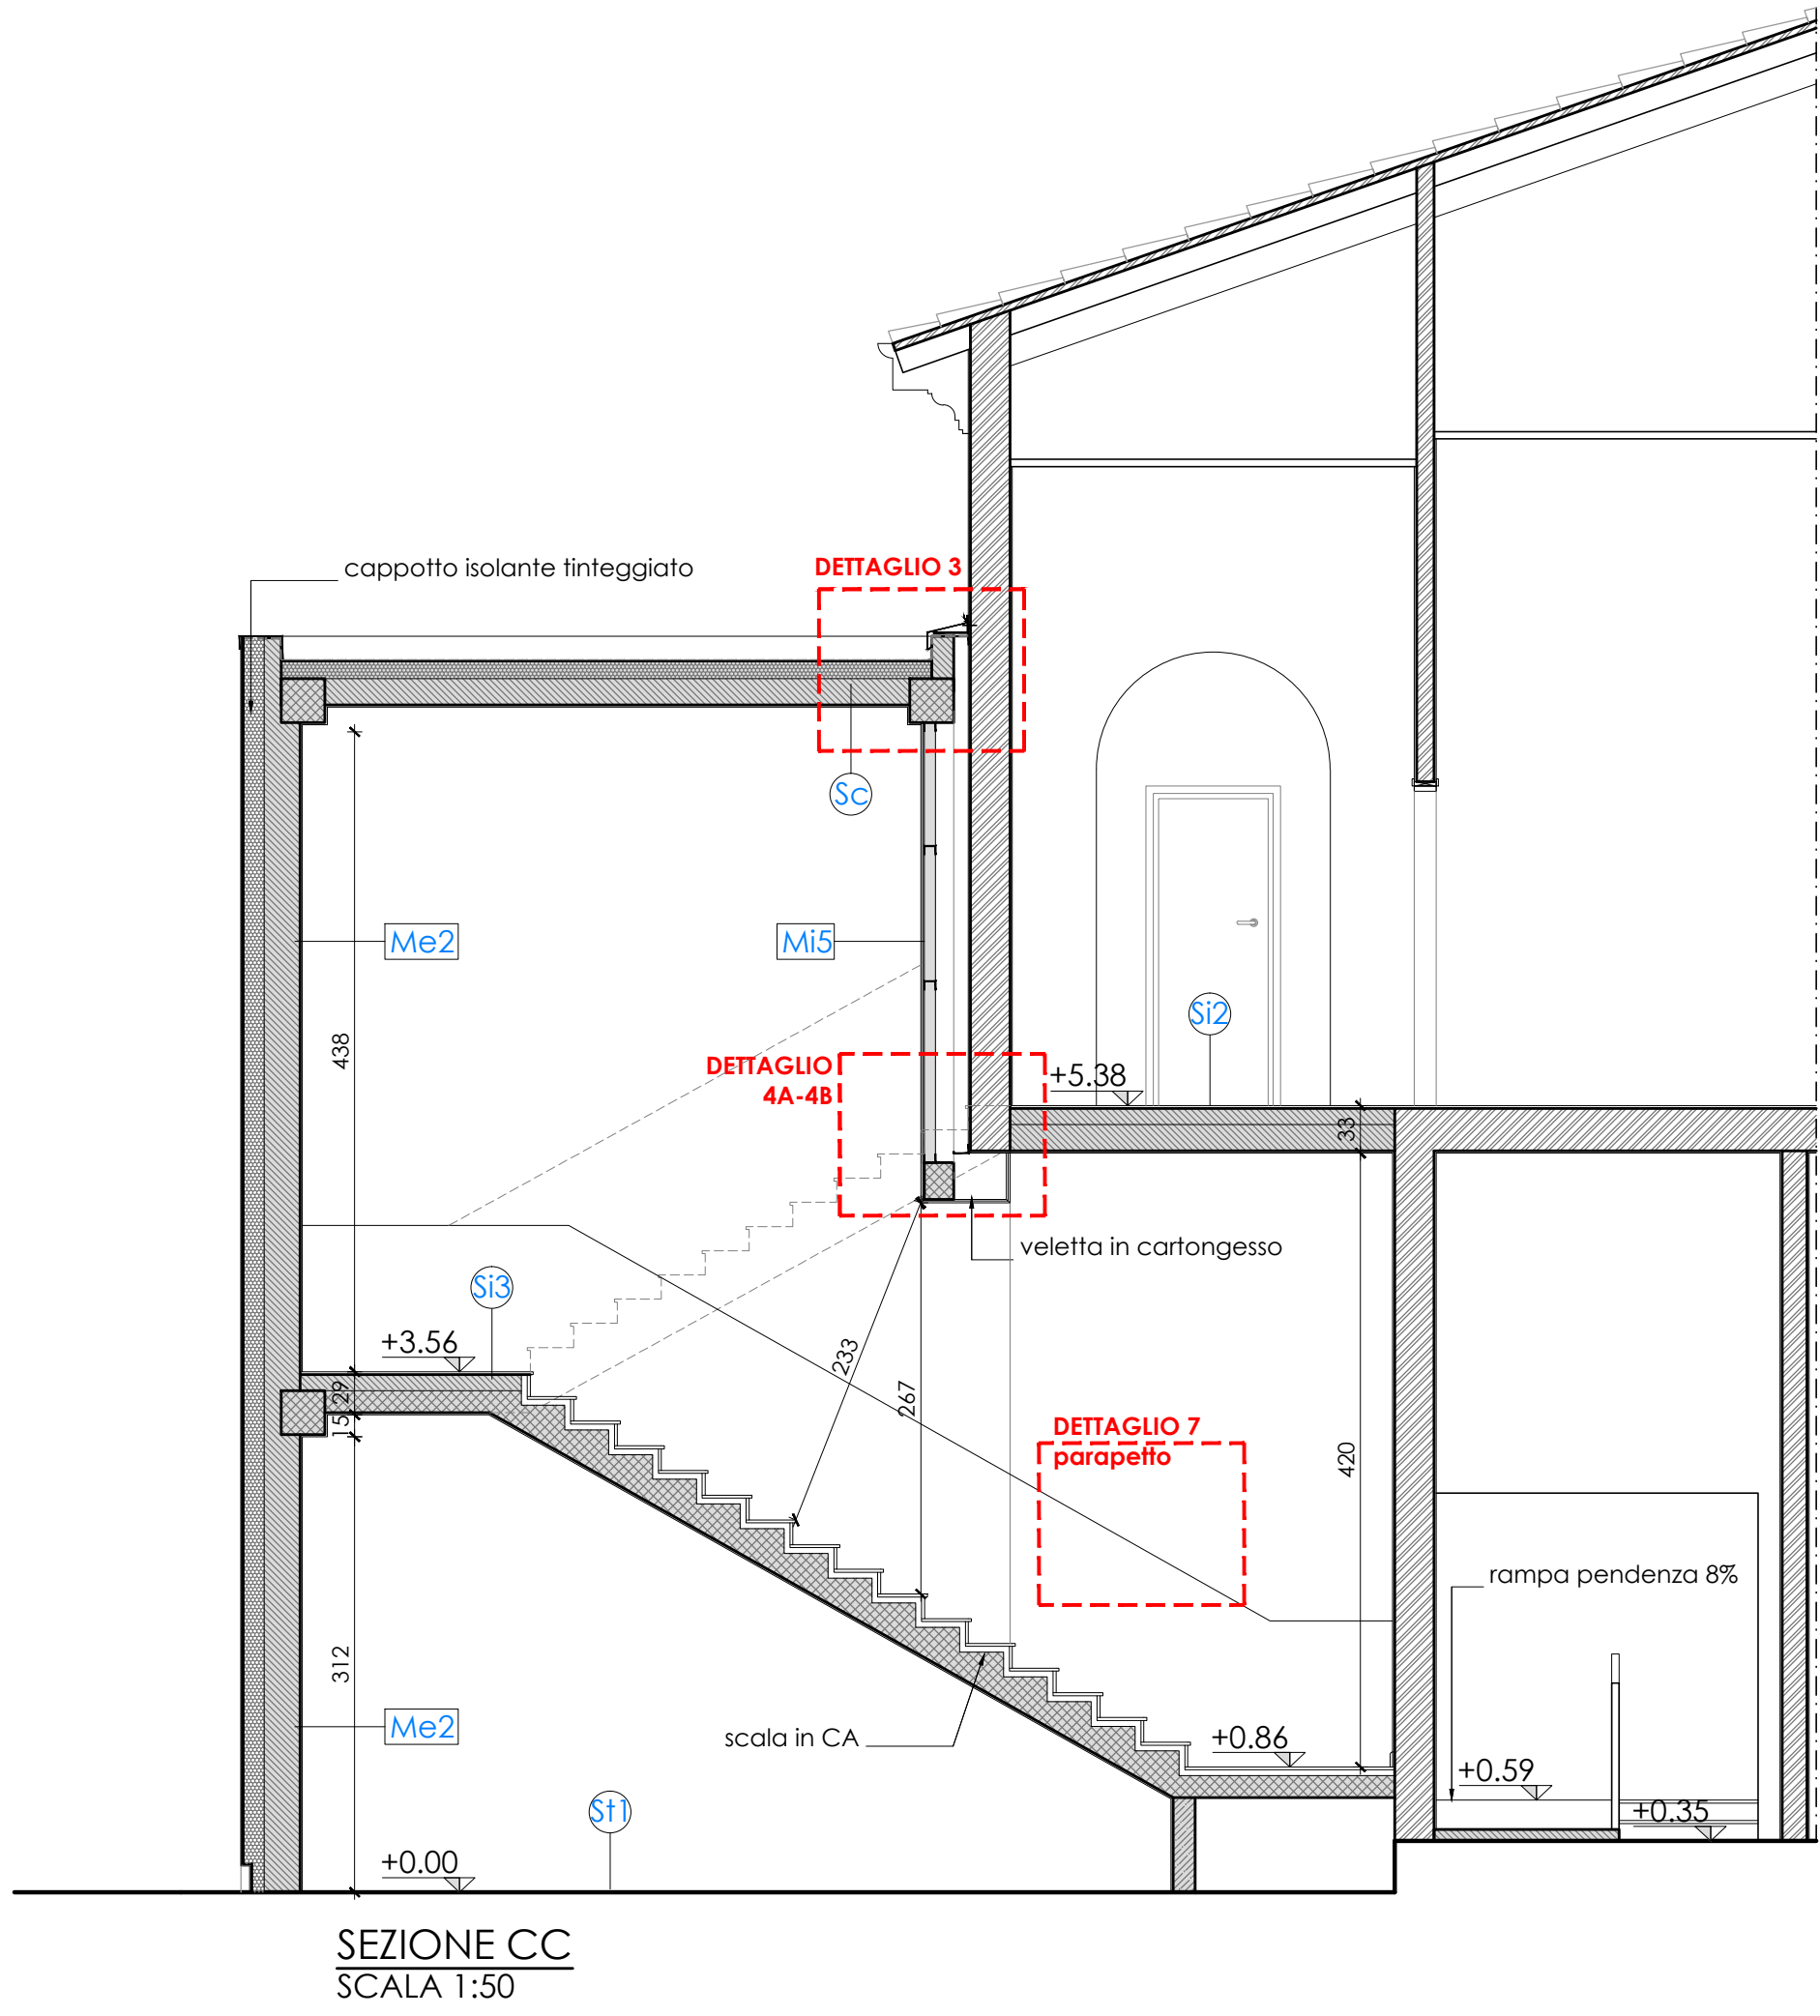 cappotto isolante tinteggiato
DETTAGLIO 3
Sc
Me2
Mi5
Si2
438
DETTAGLIO
4A-4B
+5.38
33
veletta in cartongesso
Si3
+3.56
233
267
29
15
DETTAGLIO 7
parapetto
420
rampa pendenza 8%
312
Me2
scala in CA
+0.86
+0.59
+0.35
St1
+0.00
SEZIONE CC
SCALA 1:50